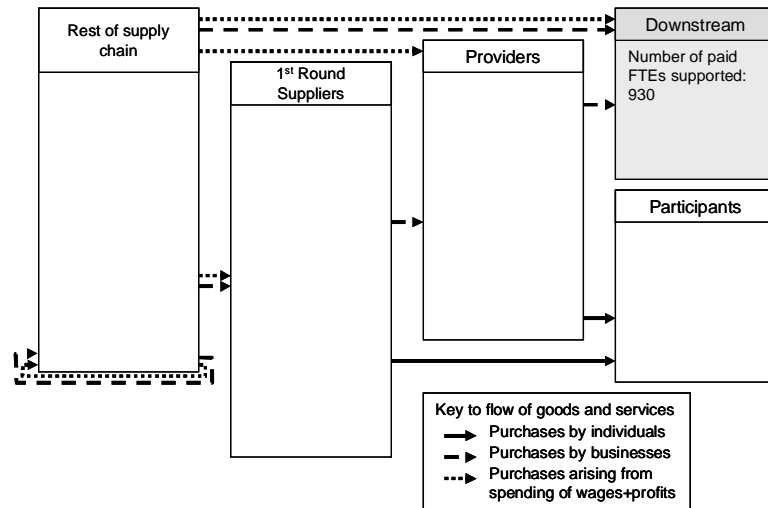 Rest of supply
chain
1st Round
Suppliers
Providers
Downstream
Number of paid
FTEs supported:
930
Participants
Key to flow of goods and services
Purchases by individuals
Purchases by businesses
Purchases arising from
spending of wages+profits